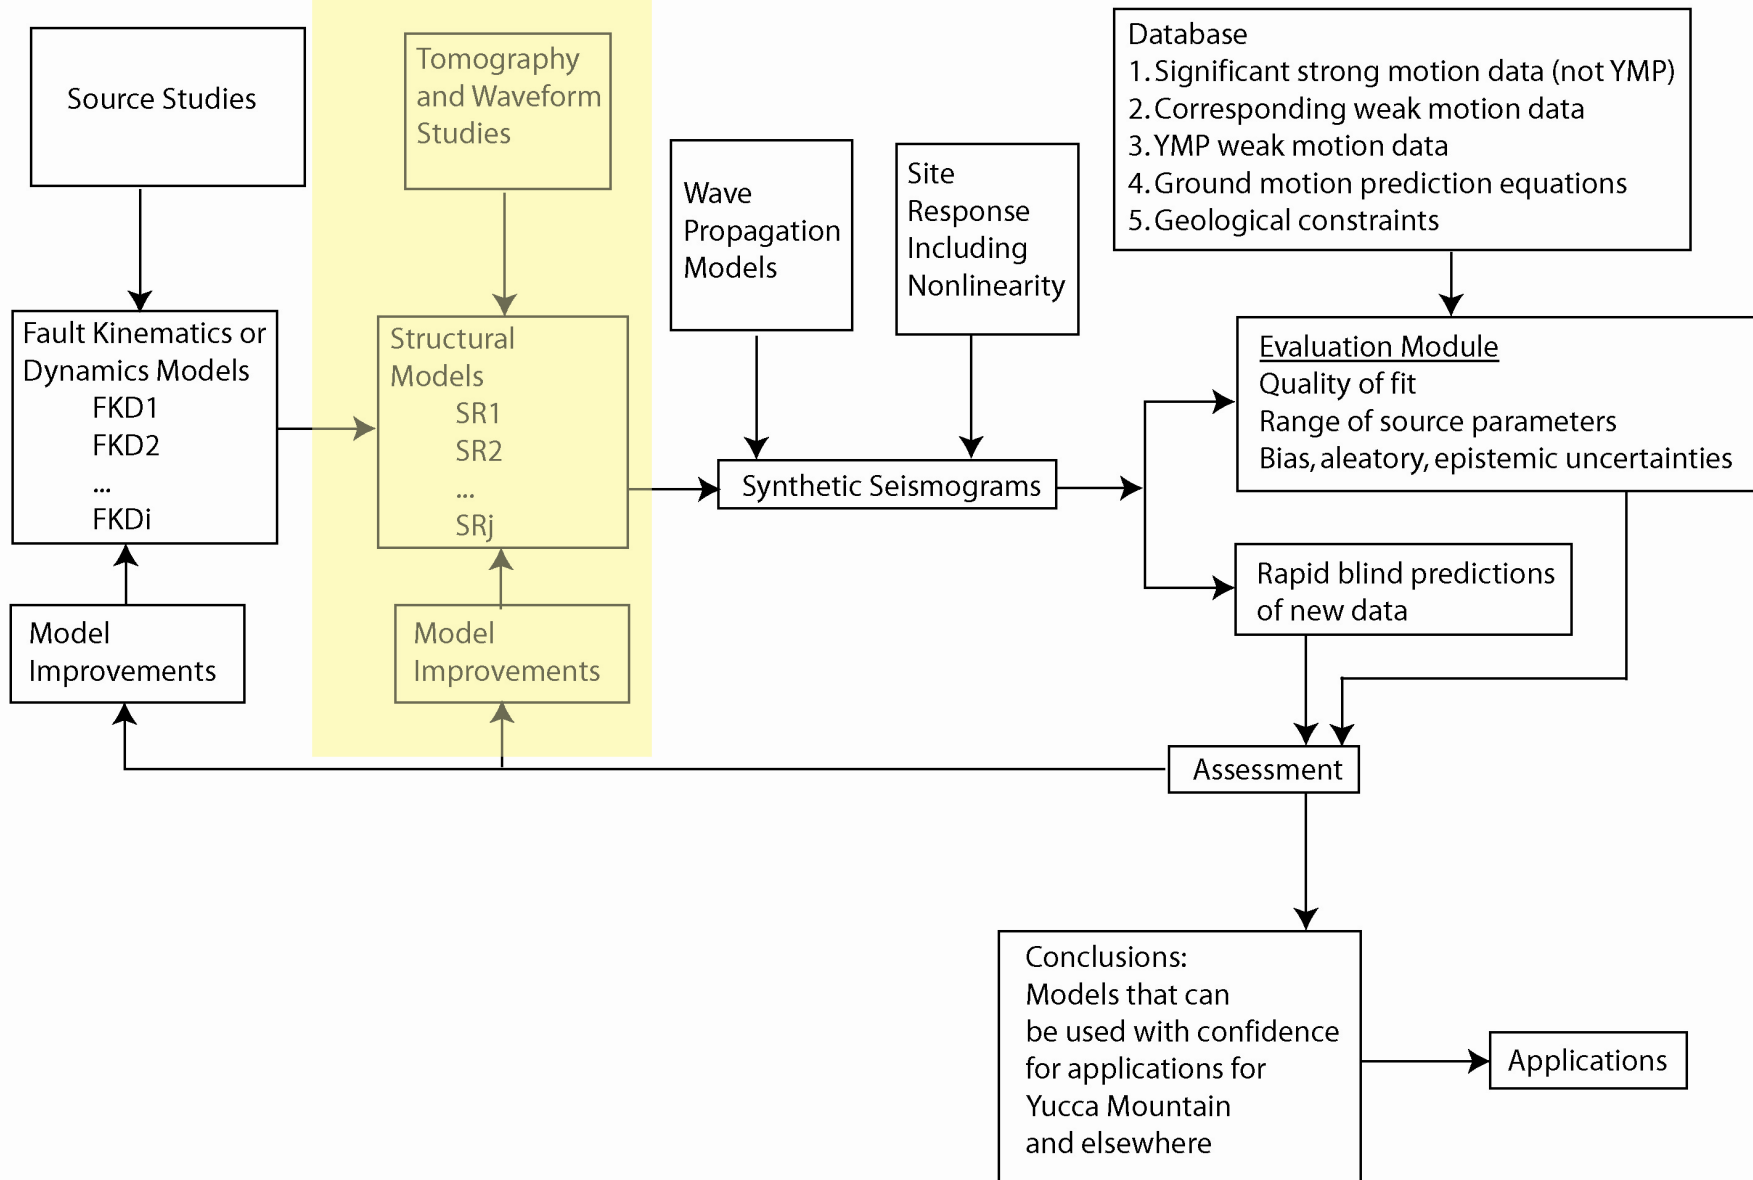 Source Studies
Tomography
and Waveform
Studies
Wave
Propagation
Models
Site
Response
Including
Nonlinearity
Database
1. Significant strong motion data (not YMP)
2. Corresponding weak motion data
3. YMP weak motion data
4. Ground motion prediction equations
5. Geological constraints
Fault Kinematics or
Dynamics Models
FKD1
FKD2
...
FKDi
Structural
Models
SR1
SR2
...
SRj
Synthetic Seismograms
Evaluation Module
Quality of fit
Range of source parameters
Bias, aleatory, epistemic uncertainties
Rapid blind predictions
of new data
Model
Improvements
Model
Improvements
Assessment
Conclusions:
Models that can
be used with confidence
for applications for
Yucca Mountain
and elsewhere
Applications